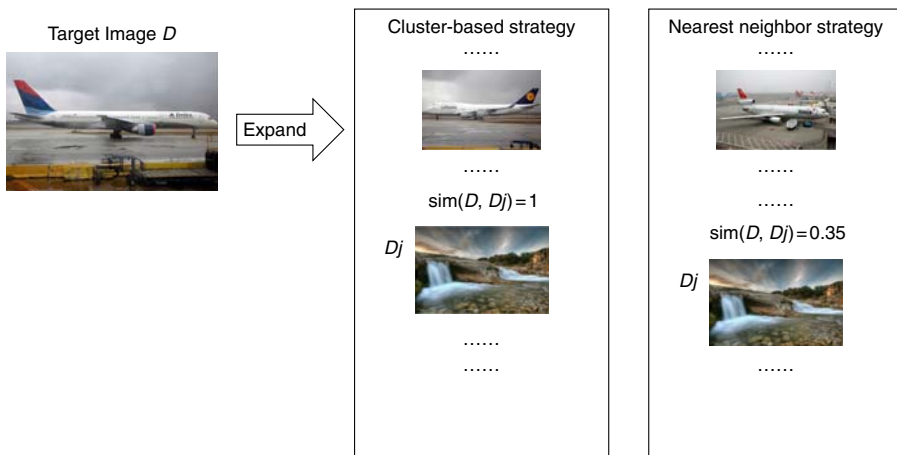 Target Image D
Expand
Cluster-based strategy
......
......
sim(D, Dj)=1
Dj
......
......
Nearest neighbor strategy
......
......
......
sim(D, Dj)=0.35
Dj
......